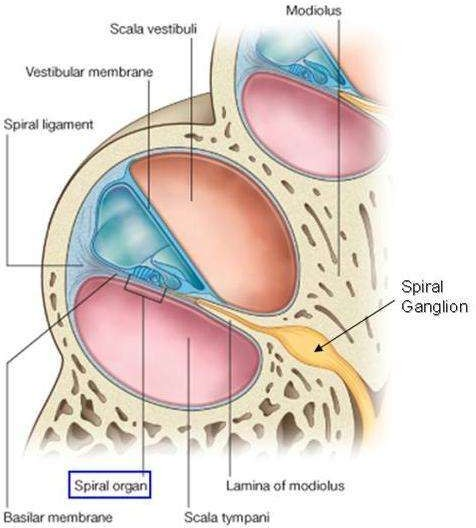 Modiolus
Scala vestibuli
Vestibular membrane
Spiral ligament
Spiral
Ganglion
Spiral organ
Lamina of modiolus
Basilar membrane
Scala tympani